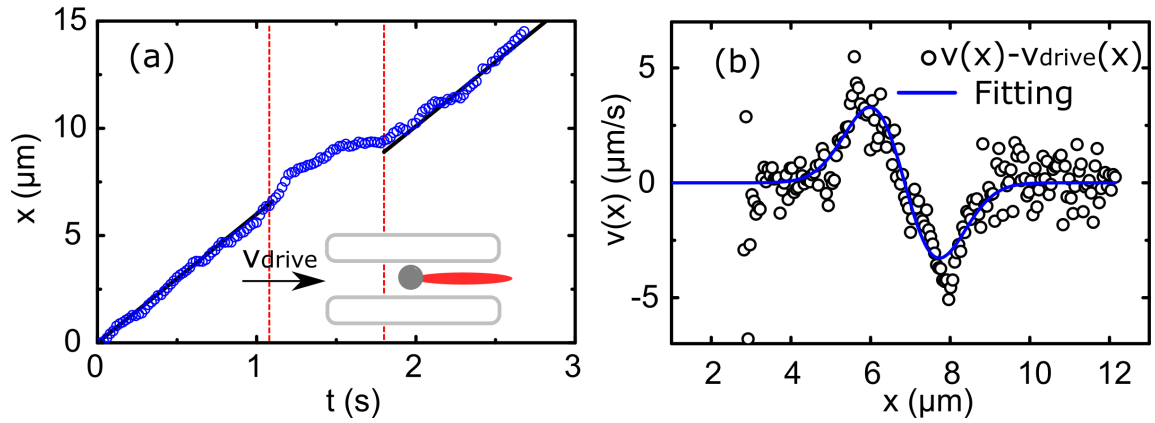 (a)
15
10
5
0
x (µm)
vdrive
0
1
2
3
t (s)
(b)
v(x)-vdrive(x)
Fitting
5
0
-5
v(x) (µm/s)
2
4
6
8
10
12
x (µm)